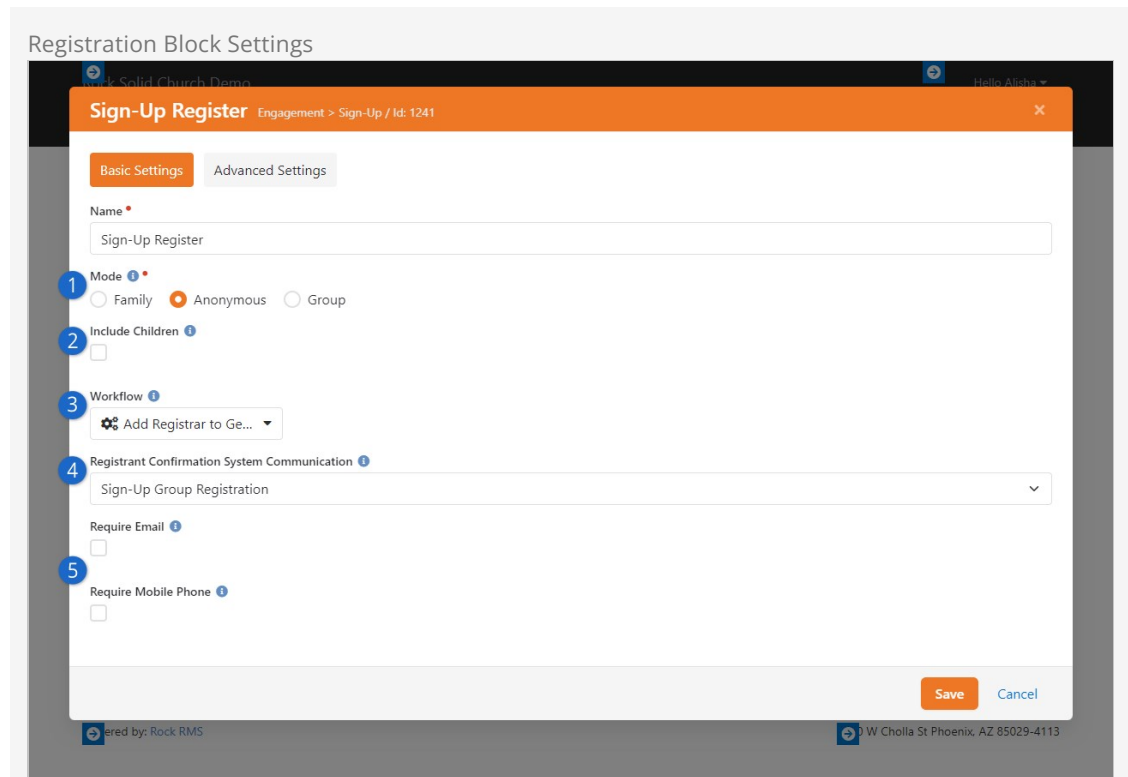 Registration Block Settings
ck Solid Church Demo
Hello Alisha
Sign-Up Register Engagement > Sign-Up / Id: 1241
Basic Settings Advanced Settings
Name
Sign-Up Register
1 Mode
Family Anonymous Group
2 Include Children
3 Workflow
Add Registrar to Ge...
4 Registrant Confirmation System Communication
Sign-Up Group Registration
Require Email
5
Require Mobile Phone
Save Cancel
ered by: Rock RMS
W Cholla St Phoenix, AZ 85029-4113